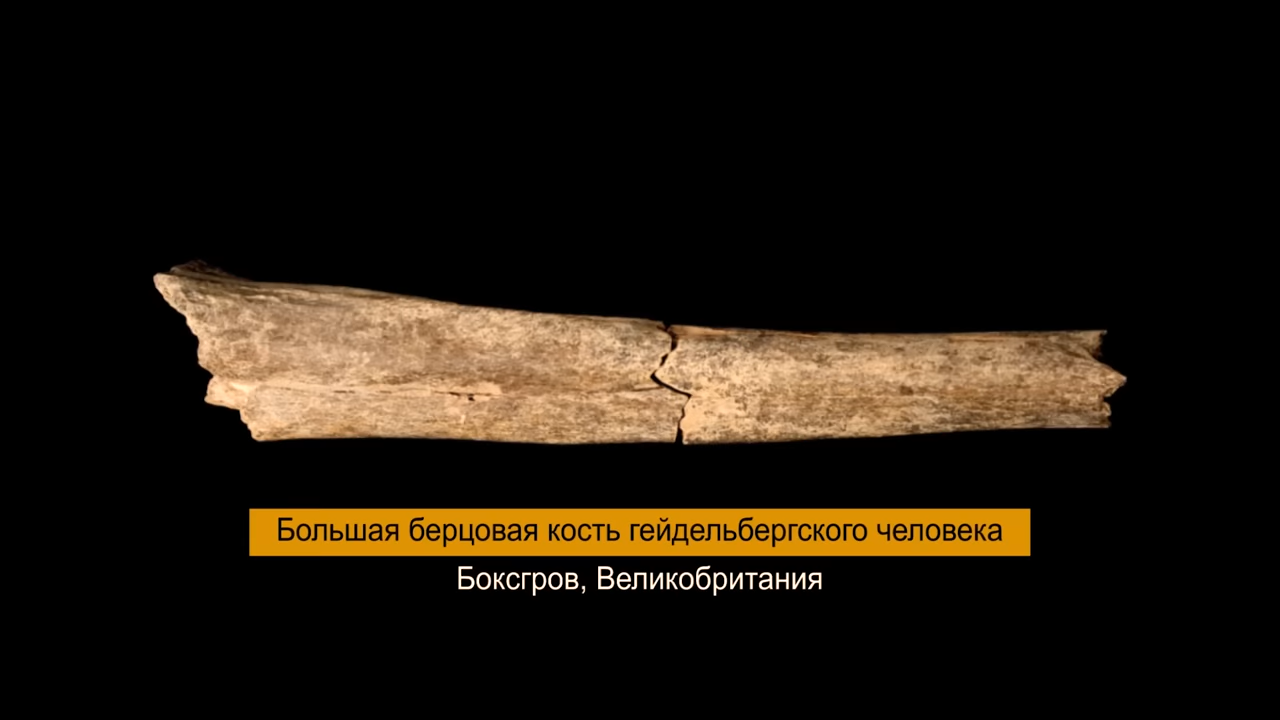 Большая берцовая кость гейдельбергского человека
Боксгров, Великобритания